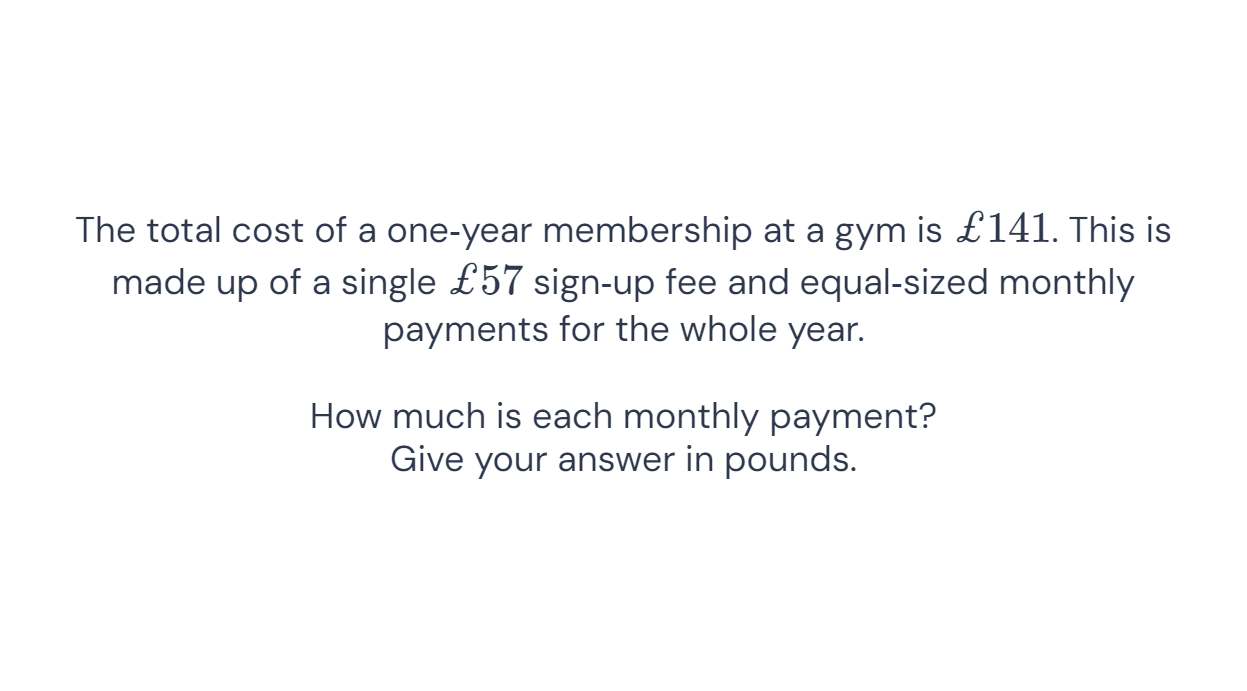 The total cost of a one-year membership at a gym is £141. This is
made up of a single £57 sign-up fee and equal-sized monthly
payments for the whole year.
How much is each monthly payment?
Give your answer in pounds.